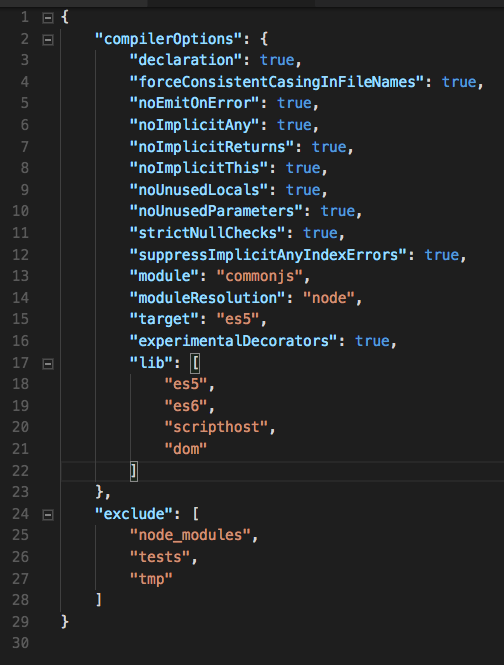 1 {
2     "compilerOptions": {
3         "declaration": true,
4         "forceConsistentCasingInFileNames": true,
5         "noEmitOnError": true,
6         "noImplicitAny": true,
7         "noImplicitReturns": true,
8         "noImplicitThis": true,
9         "noUnusedLocals": true,
10         "noUnusedParameters": true,
11         "strictNullChecks": true,
12         "suppressImplicitAnyIndexErrors": true,
13         "module": "commonjs",
14         "moduleResolution": "node",
15         "target": "es5",
16         "experimentalDecorators": true,
17         "lib": [
18             "es5",
19             "es6",
20             "scripthost",
21             "dom"
22         ]
23     },
24     "exclude": [
25         "node_modules",
26         "tests",
27         "tmp"
28     ]
29 }
30